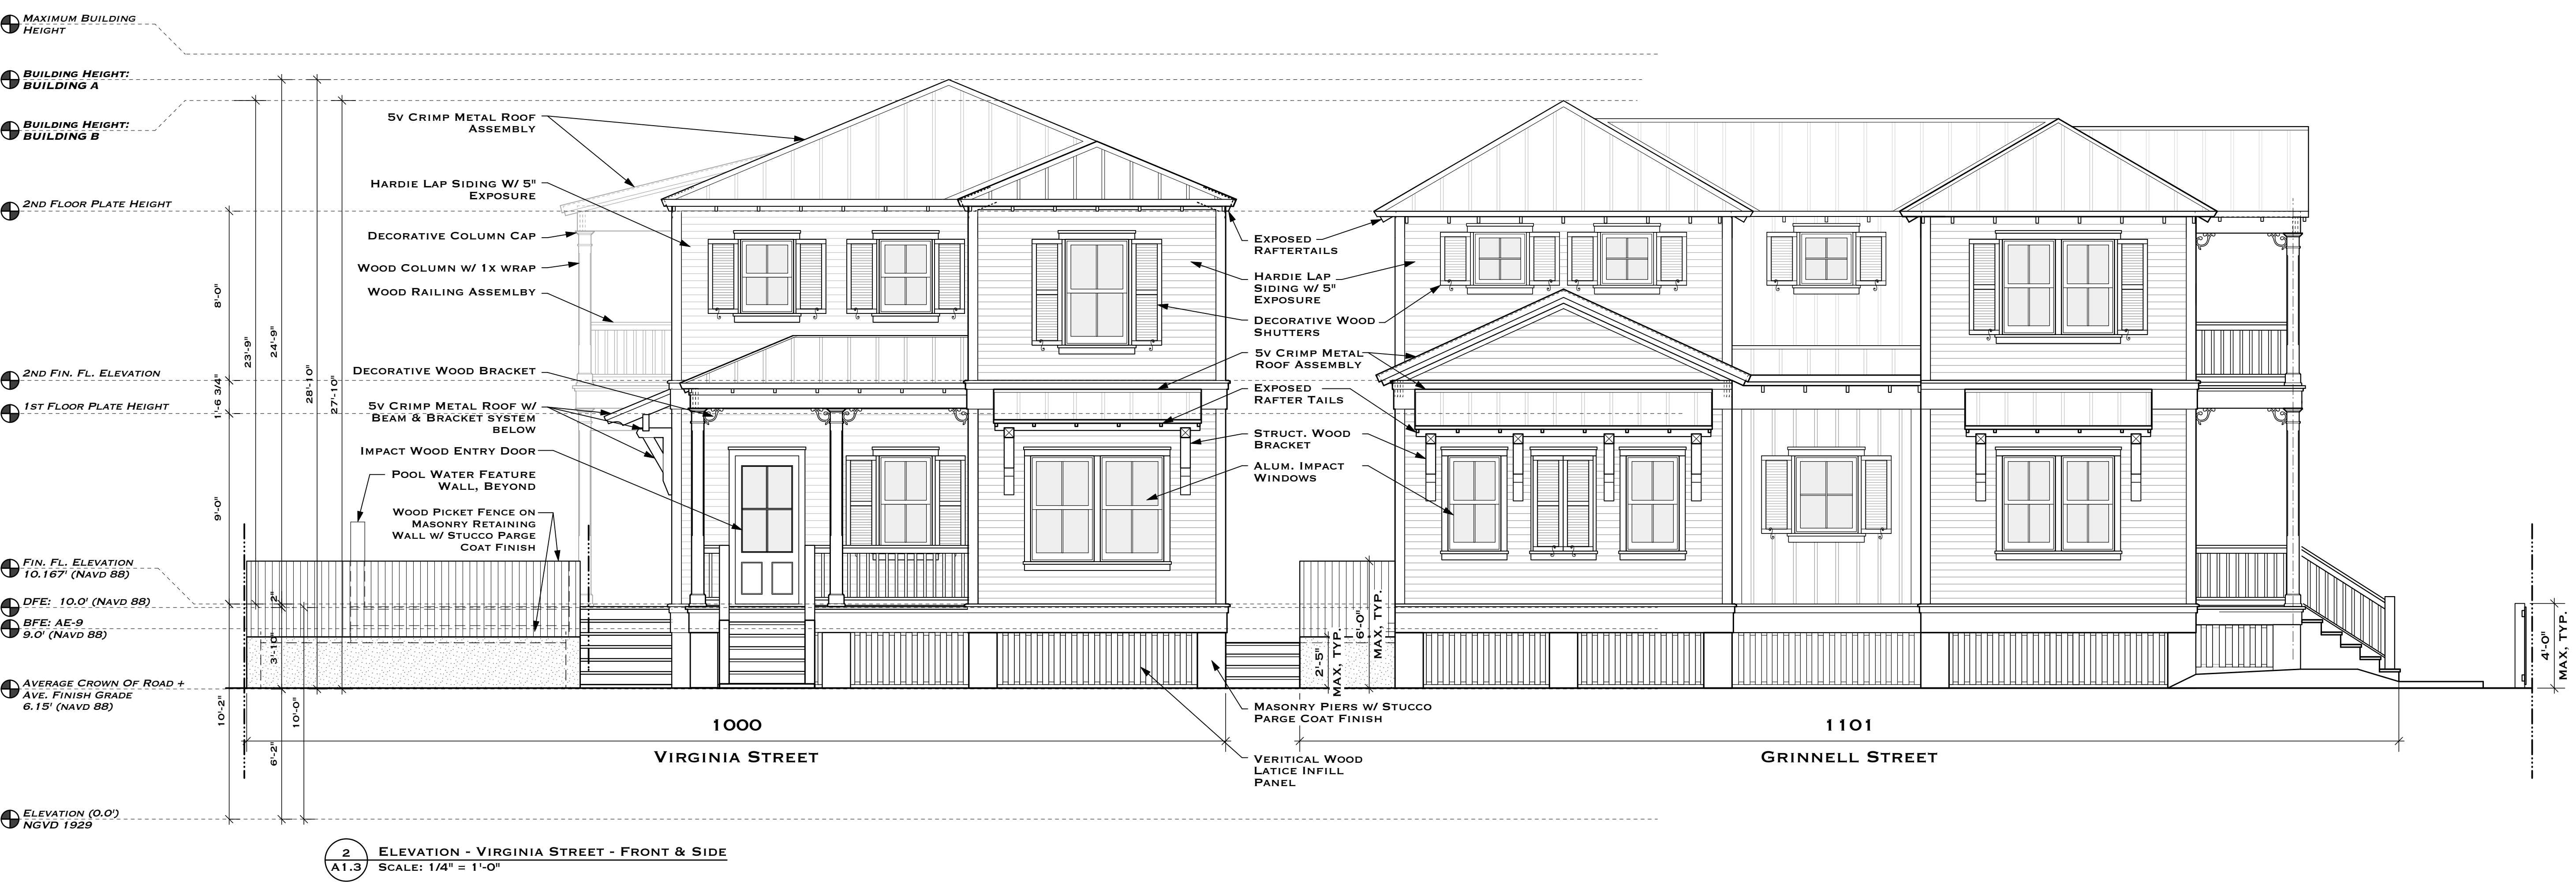 Maximum Building
Height
Building Height:
BUILDING A
Building Height:
BUILDING B
2nd Floor Plate Height
2nd Fin. Fl. Elevation
1st Floor Plate Height
Fin. Fl. Elevation
10.167' (Navd 88)
DFE: 10.0' (Navd 88)
BFE: AE-9
9.0' (Navd 88)
Average Crown Of Road +
Ave. Finish Grade
6.15' (navd 88)
Elevation (0.0')
NGVD 1929
8'-0"
1'-6 3/4"
9'-0"
10'-2"
23'-9"
24'-9"
2"
3'-10"
6'-2"
10'-0"
28'-10"
27'-10"
5v Crimp Metal Roof
Assembly
Hardie Lap Siding W/ 5"
Exposure
Decorative Column Cap
Wood Column w/ 1x wrap
Wood Railing Assemlby
Decorative Wood Bracket
5v Crimp Metal Roof w/
Beam & Bracket system
below
Impact Wood Entry Door
Pool Water Feature
Wall, Beyond
Wood Picket Fence on
Masonry Retaining
Wall w/ Stucco Parge
Coat Finish
Exposed
Raftertails
Hardie Lap
Siding w/ 5"
Exposure
Decorative Wood
Shutters
5v Crimp Metal
Roof Assembly
Exposed
Rafter Tails
Struct. Wood
Bracket
Alum. Impact
Windows
2'-5"
MAX, TYP.
6'-0"
MAX, TYP.
Masonry Piers w/ Stucco
Parge Coat Finish
Veritical Wood
Latice Infill
Panel
4'-0"
MAX, TYP.
1000
Virginia Street
1101
Grinnell Street
2
A1.3
Elevation - Virginia Street - Front & Side
Scale: 1/4" = 1'-0"